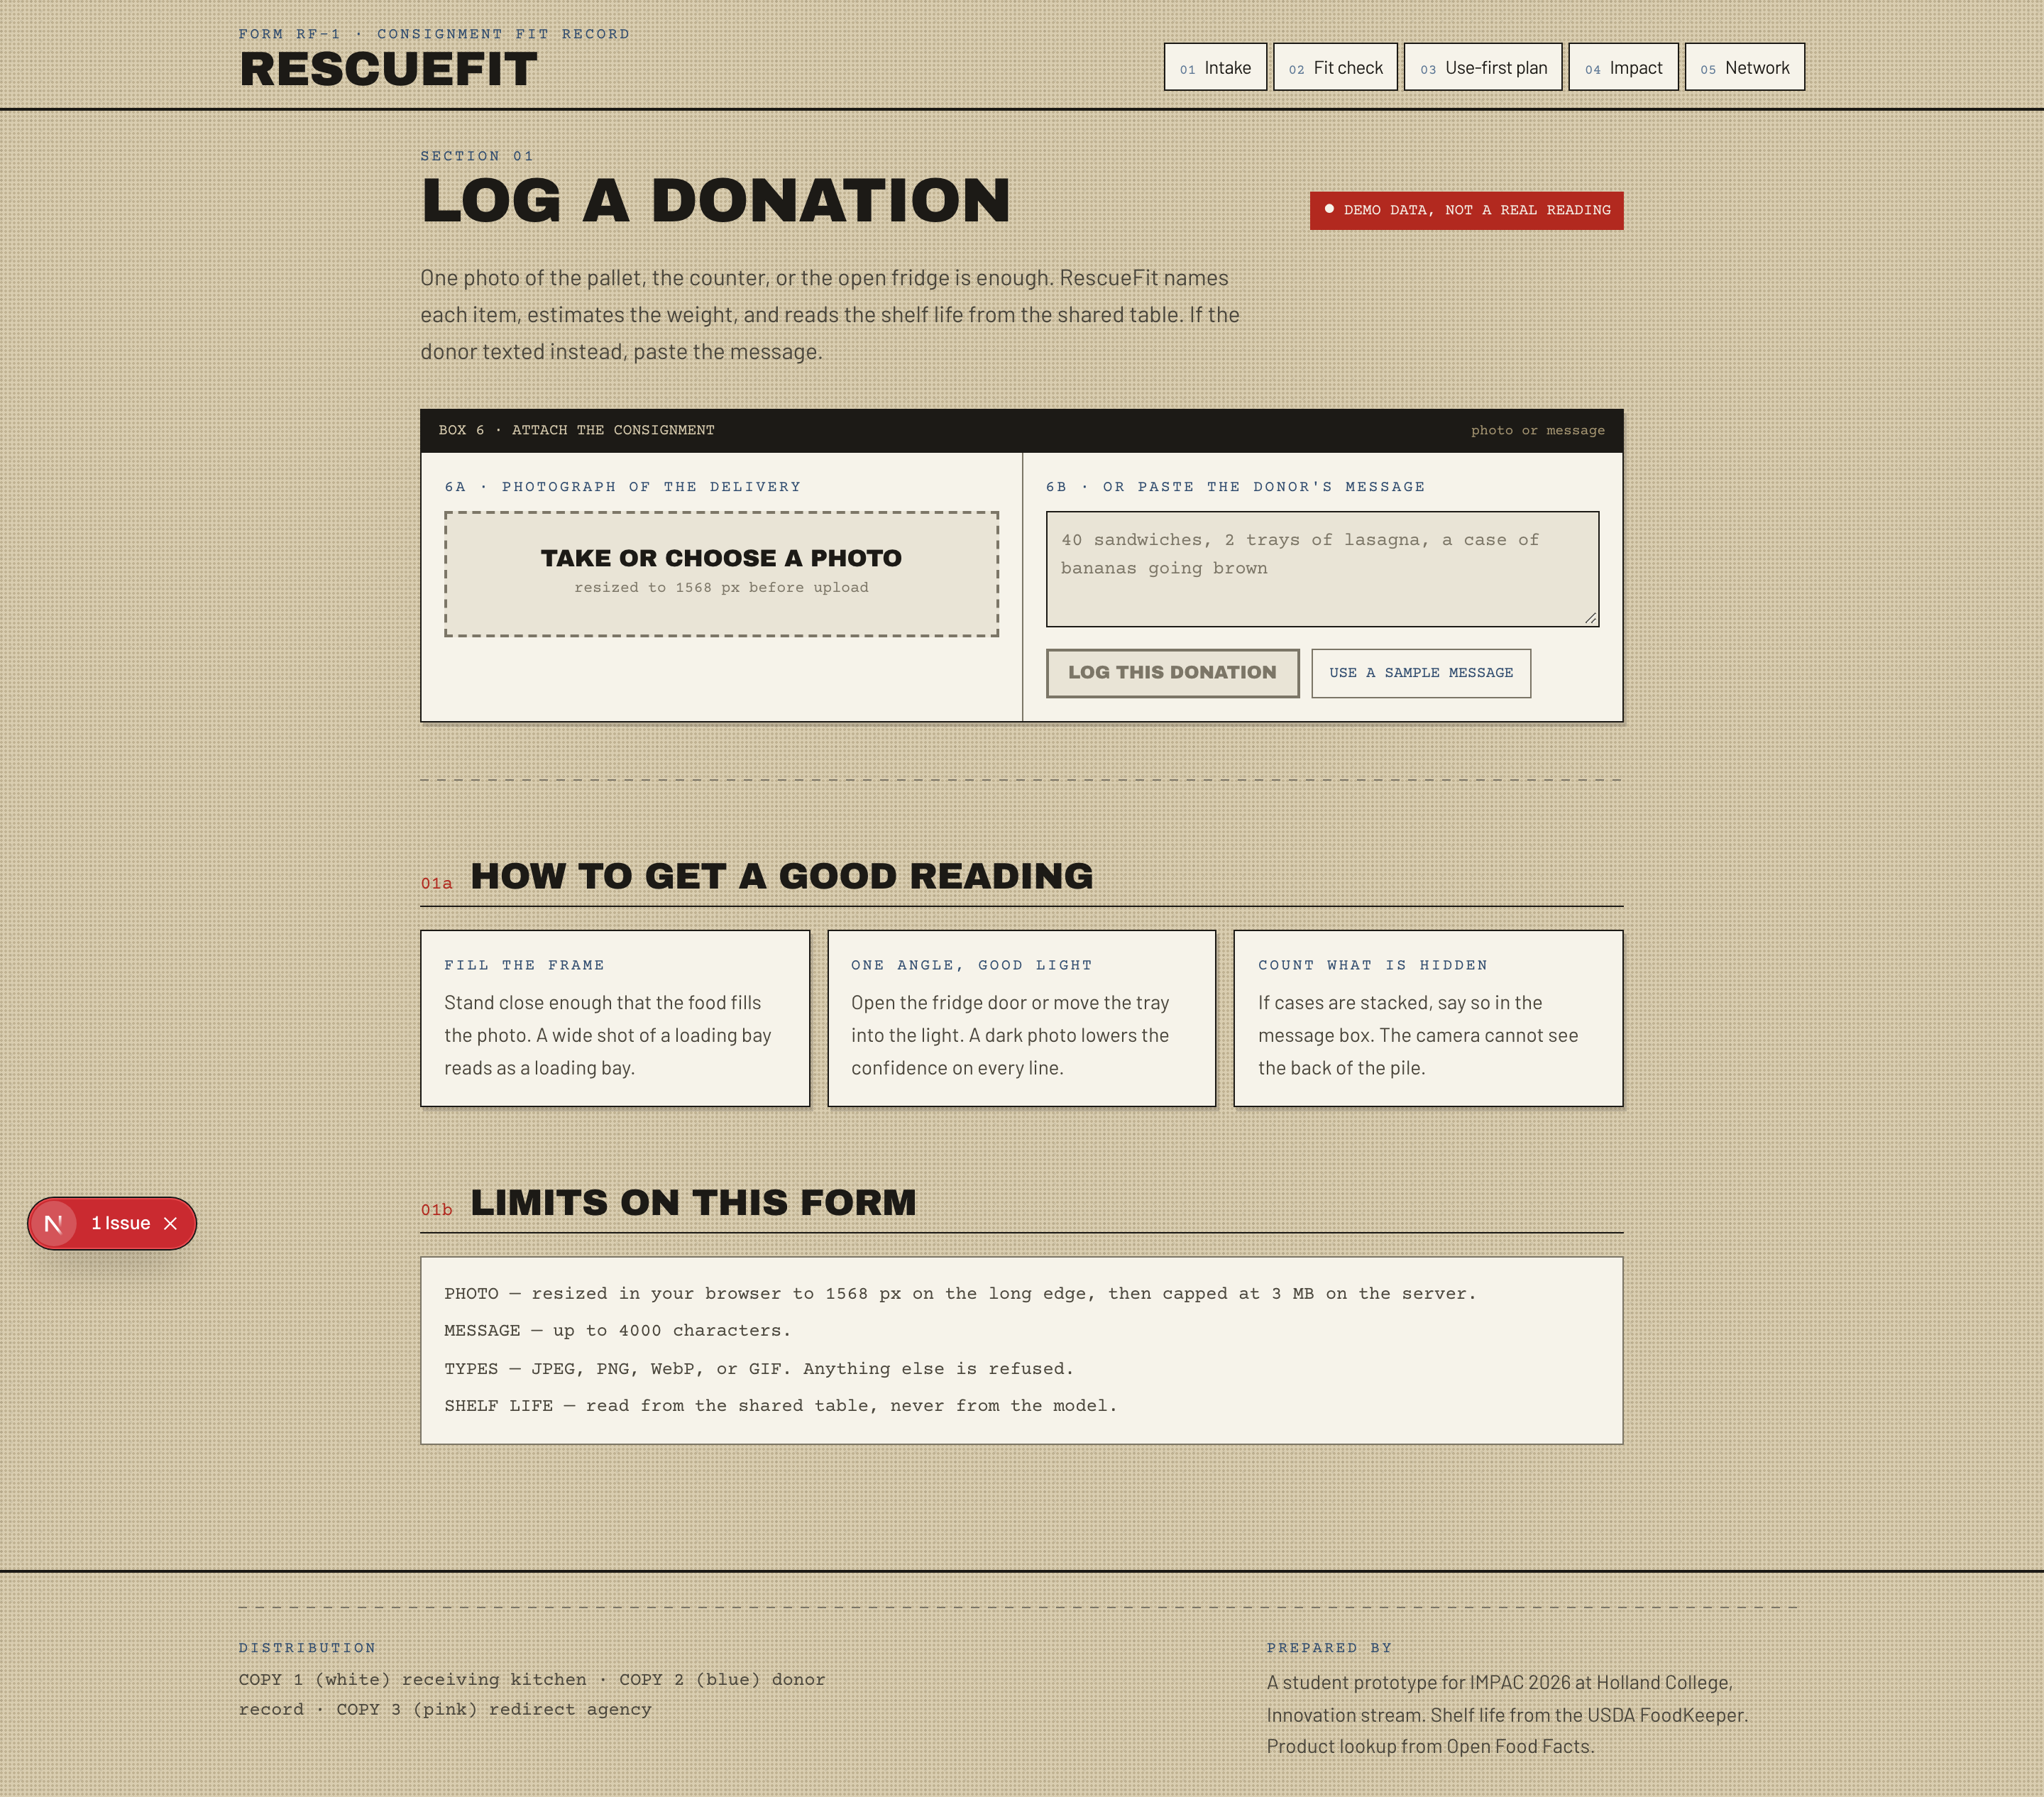 FORM RF-1 · CONSIGNMENT FIT RECORD
RESCUEFIT
01 Intake
02 Fit check
03 Use-first plan
04 Impact
05 Network
SECTION 01
LOG A DONATION
DEMO DATA, NOT A REAL READING
One photo of the pallet, the counter, or the open fridge is enough. RescueFit names
each item, estimates the weight, and reads the shelf life from the shared table. If the
donor texted instead, paste the message.
BOX 6 · ATTACH THE CONSIGNMENT
photo or message
6A · PHOTOGRAPH OF THE DELIVERY
TAKE OR CHOOSE A PHOTO
resized to 1568 px before upload
6B · OR PASTE THE DONOR'S MESSAGE
40 sandwiches, 2 trays of lasagna, a case of
bananas going brown
LOG THIS DONATION
USE A SAMPLE MESSAGE
01a HOW TO GET A GOOD READING
FILL THE FRAME
Stand close enough that the food fills
the photo. A wide shot of a loading bay
reads as a loading bay.
ONE ANGLE, GOOD LIGHT
Open the fridge door or move the tray
into the light. A dark photo lowers the
confidence on every line.
COUNT WHAT IS HIDDEN
If cases are stacked, say so in the
message box. The camera cannot see
the back of the pile.
01b LIMITS ON THIS FORM
N 1 Issue
PHOTO — resized in your browser to 1568 px on the long edge, then capped at 3 MB on the server.
MESSAGE — up to 4000 characters.
TYPES — JPEG, PNG, WebP, or GIF. Anything else is refused.
SHELF LIFE — read from the shared table, never from the model.
DISTRIBUTION
COPY 1 (white) receiving kitchen · COPY 2 (blue) donor
record · COPY 3 (pink) redirect agency
PREPARED BY
A student prototype for IMPAC 2026 at Holland College,
Innovation stream. Shelf life from the USDA FoodKeeper.
Product lookup from Open Food Facts.